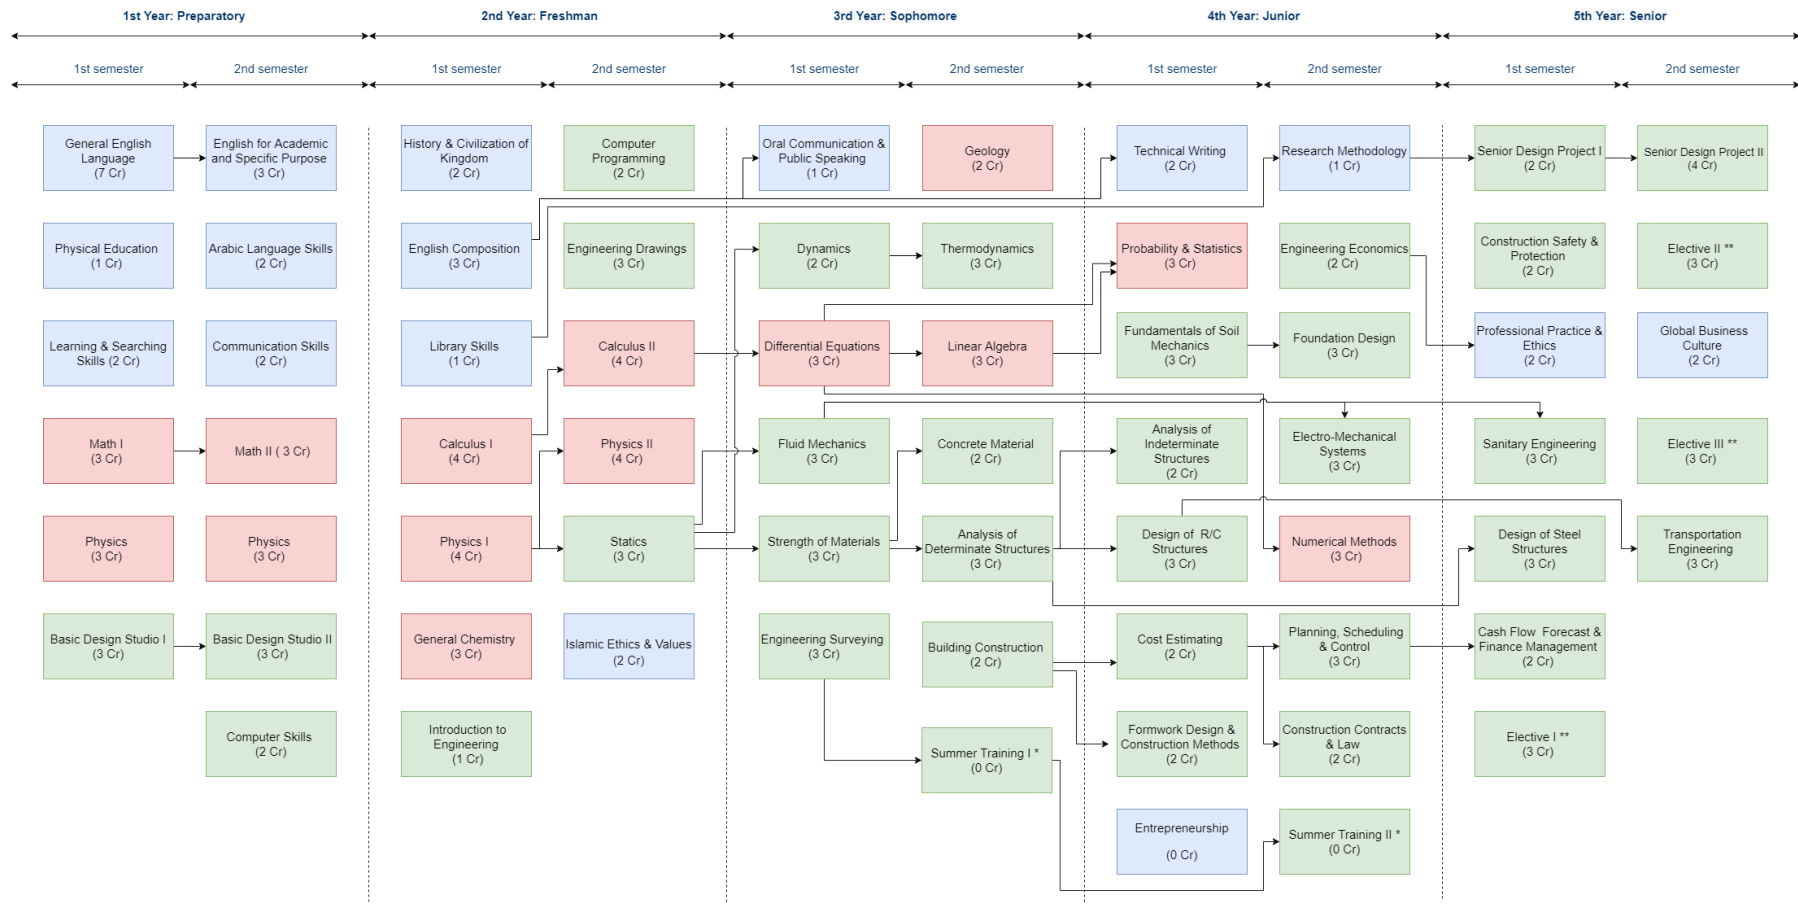 1st Year: Preparatory
2nd Year: Freshman
3rd Year: Sophomore
4th Year: Junior
5th Year: Senior
1st semester
2nd semester
1st semester
2nd semester
1st semester
2nd semester
1st semester
2nd semester
1st semester
2nd semester
General English
Language
(7 Cr)
English for Academic
and Specific Purpose
(3 Cr)
History & Civilization of
Kingdom
(2 Cr)
Computer
Programming
(2 Cr)
Oral Communication &
Public Speaking
(1 Cr)
Geology
(2 Cr)
Technical Writing
(2 Cr)
Research Methodology
(1 Cr)
Senior Design Project I
(2 Cr)
Senior Design Project II
(4 Cr)
Physical Education
(1 Cr)
Arabic Language Skills
(2 Cr)
English Composition
(3 Cr)
Engineering Drawings
(3 Cr)
Dynamics
(2 Cr)
Thermodynamics
(3 Cr)
Probability & Statistics
(3 Cr)
Engineering Economics
(2 Cr)
Construction Safety &
Protection
(2 Cr)
Elective II **
(3 Cr)
Learning & Searching
Skills (2 Cr)
Communication Skills
(2 Cr)
Library Skills
(1 Cr)
Calculus II
(4 Cr)
Differential Equations
(3 Cr)
Linear Algebra
(3 Cr)
Fundamentals of Soil
Mechanics
(3 Cr)
Foundation Design
(3 Cr)
Professional Practice &
Ethics
(2 Cr)
Global Business
Culture
(2 Cr)
Math I
(3 Cr)
Math II ( 3 Cr)
Calculus I
(4 Cr)
Physics II
(4 Cr)
Fluid Mechanics
(3 Cr)
Concrete Material
(2 Cr)
Analysis of
Indeterminate
Structures
(2 Cr)
Electro-Mechanical
Systems
(3 Cr)
Sanitary Engineering
(3 Cr)
Elective III **
(3 Cr)
Physics
(3 Cr)
Physics
(3 Cr)
Physics I
(4 Cr)
Statics
(3 Cr)
Strength of Materials
(3 Cr)
Analysis of
Determinate Structures
(3 Cr)
Design of R/C
Structures
(3 Cr)
Numerical Methods
(3 Cr)
Design of Steel
Structures
(3 Cr)
Transportation
Engineering
(3 Cr)
Basic Design Studio I
(3 Cr)
Basic Design Studio II
(3 Cr)
General Chemistry
(3 Cr)
Islamic Ethics & Values
(2 Cr)
Engineering Surveying
(3 Cr)
Building Construction
(2 Cr)
Cost Estimating
(2 Cr)
Planning, Scheduling
& Control
(3 Cr)
Cash Flow Forecast &
Finance Management
(2 Cr)
Computer Skills
(2 Cr)
Introduction to
Engineering
(1 Cr)
Summer Training I *
(0 Cr)
Formwork Design &
Construction Methods
(2 Cr)
Construction Contracts
& Law
(2 Cr)
Elective I **
(3 Cr)
Entrepreneurship
(0 Cr)
Summer Training II *
(0 Cr)